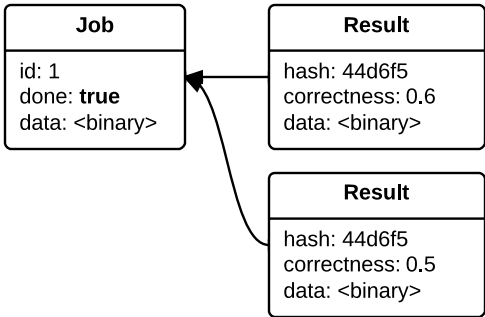 Job
id: 1
done: true
data: <binary>
Result
hash: 44d6f5
correctness: 0.6
data: <binary>
Result
hash: 44d6f5
correctness: 0.5
data: <binary>